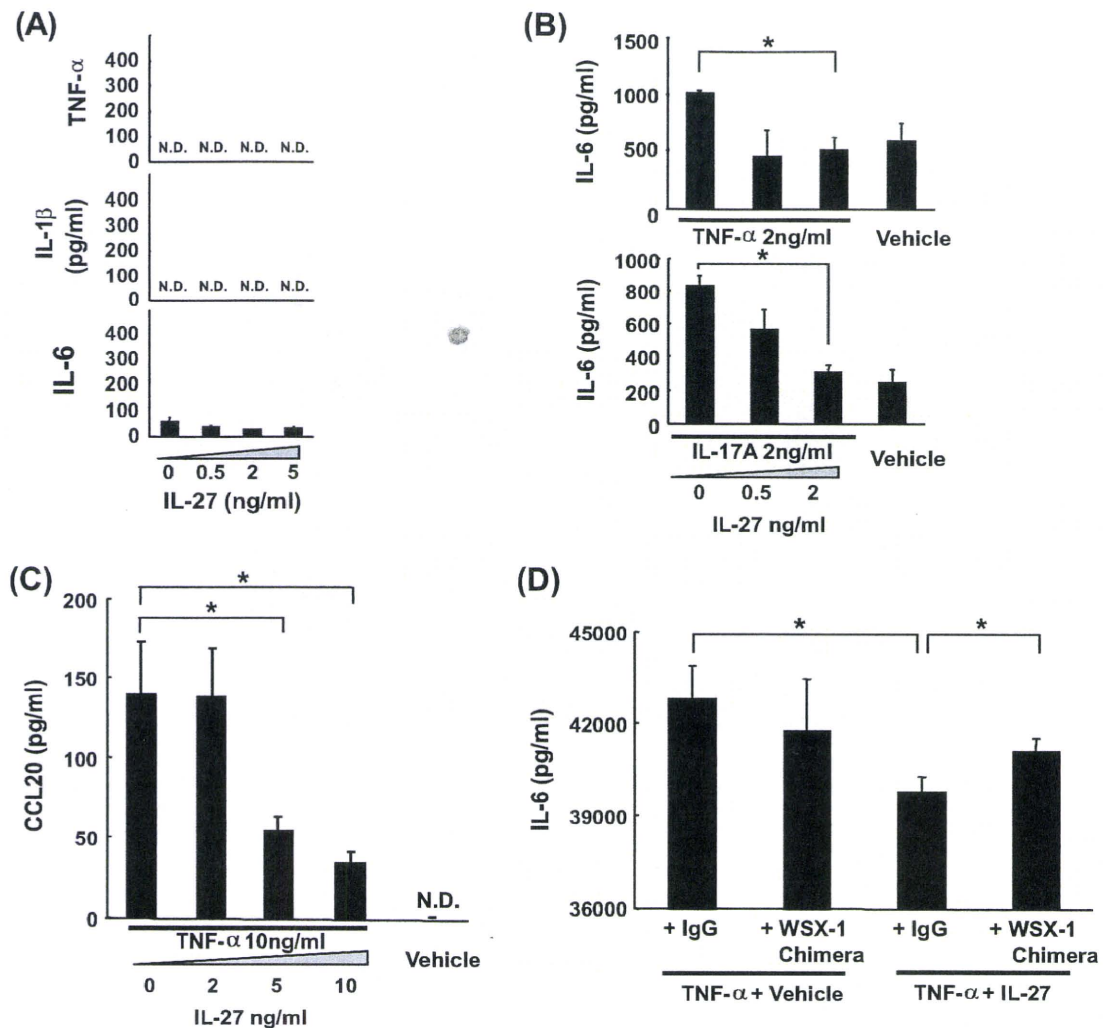 (A)
TNF-α
400
300
200
100
0
N.D. N.D. N.D. N.D.
IL-1β
(pg/ml)
400
300
200
100
0
N.D. N.D. N.D. N.D.
IL-6
400
300
200
100
0
0 0.5 2 5
IL-27 (ng/ml)
(B)
IL-6 (pg/ml)
1500
1000
500
0
*
TNF-α 2ng/ml Vehicle
IL-6 (pg/ml)
1000
800
600
400
200
0
*
IL-17A 2ng/ml Vehicle
0 0.5 2
IL-27 ng/ml
(C)
CCL20 (pg/ml)
200
150
100
50
0
*
*
N.D.
TNF-α 10ng/ml
Vehicle
0 2 5 10
IL-27 ng/ml
(D)
IL-6 (pg/ml)
45000
42000
39000
36000
* *
+ IgG + WSX-1 + IgG + WSX-1
Chimera Chimera
TNF-α + Vehicle TNF-α + IL-27